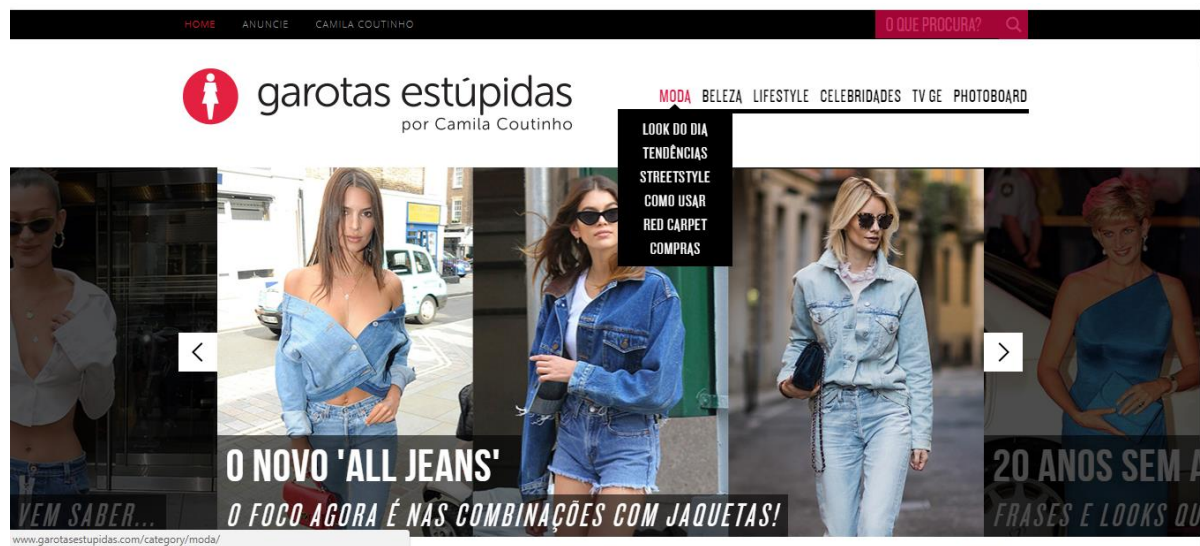 HOME ANUNCIE CAMILA COUTINHO O QUE PROCURA?
garotas estúpidas
por Camila Coutinho
MODA BELEZA LIFESTYLE CELEBRIDADES TV GE PHOTOBOARD
LOOK DO DIA
TENDÊNCIAS
STREETSTYLE
COMO USAR
RED CARPET
COMPRAS
O NOVO 'ALL JEANS'
O FOCO AGORA É NAS COMBINAÇÕES COM JAQUETAS!
VEM SABER...
20 ANOS SEM
FRASES E LOOKS
www.garotasestupidas.com/category/moda/